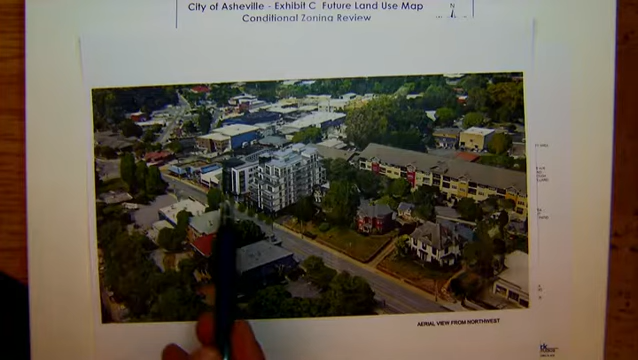 City of Asheville - Exhibit C Future Land Use Map
Conditional Zoning Review
N
AERIAL VIEW FROM NORTHWEST